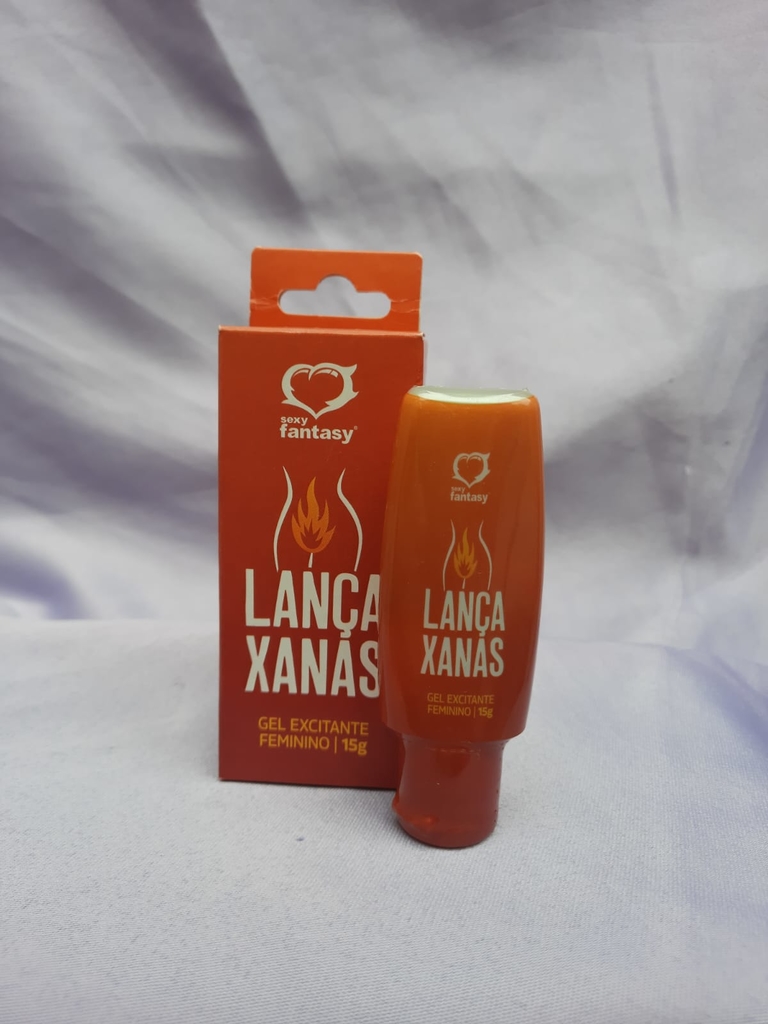 sexy
fantasy®
LANÇA
XANAS
GEL EXCITANTE
FEMININO | 15g
sexy
fantasy
LANÇA
XANAS
GEL EXCITANTE
FEMININO | 15g